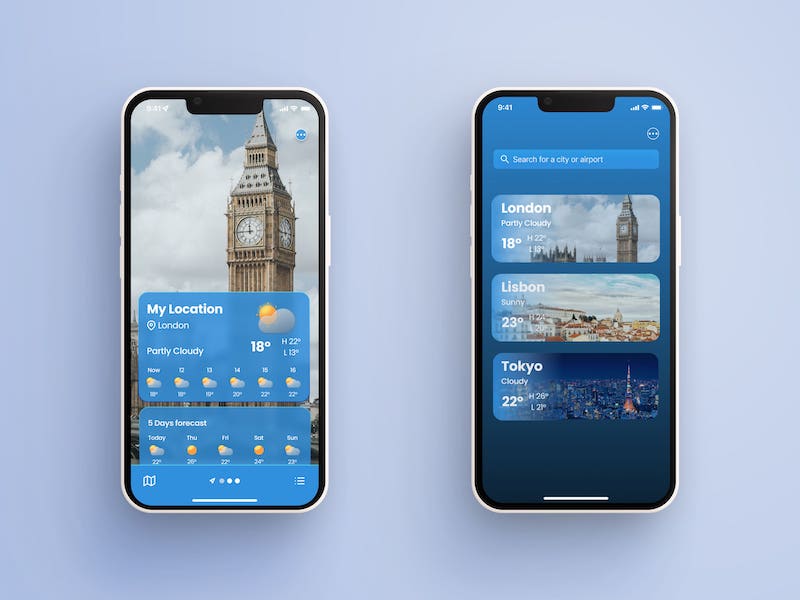 9:41
My Location
London
Partly Cloudy
18°
H 22°
L 13°
Now 12 13 14 15 16
18° 18° 19° 20° 22° 22°
5 Days forecast
Today Thu Fri Sat Sun
22° 26° 22° 24° 23°
9:41
Search for a city or airport
London
Partly Cloudy
18° H 22°
L 13°
Lisbon
Sunny
23° H 24°
L 20°
Tokyo
Cloudy
22° H 26°
L 21°